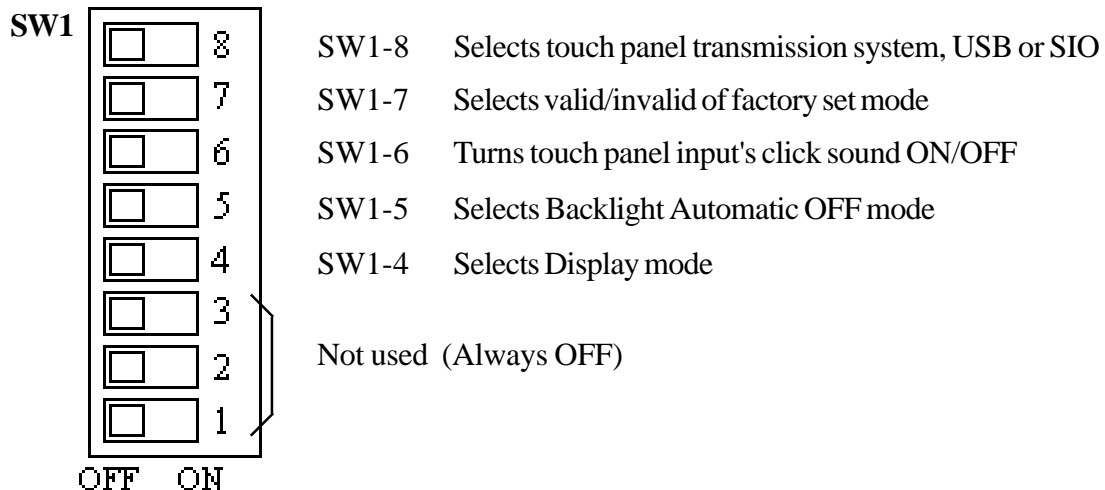 SW1
8 SW1-8 Selects touch panel transmission system, USB or SIO
7 SW1-7 Selects valid/invalid of factory set mode
6 SW1-6 Turns touch panel input's click sound ON/OFF
5 SW1-5 Selects Backlight Automatic OFF mode
4 SW1-4 Selects Display mode
3
2 Not used (Always OFF)
1
OFF ON